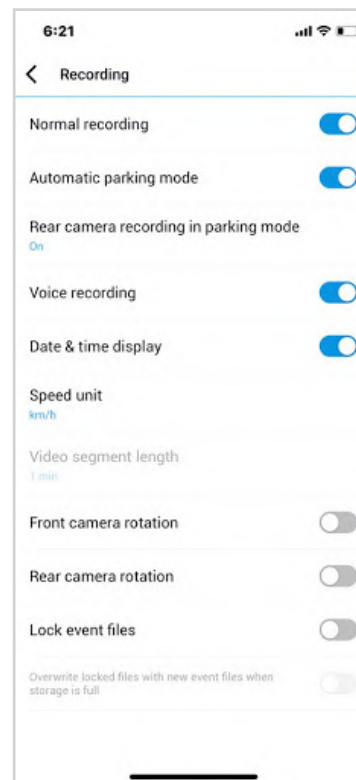 6:21
Recording
Normal recording
Automatic parking mode
Rear camera recording in parking mode
On
Voice recording
Date & time display
Speed unit
km/h
Video segment length
1 min
Front camera rotation
Rear camera rotation
Lock event files
Overwrite locked files with new event files when
storage is full